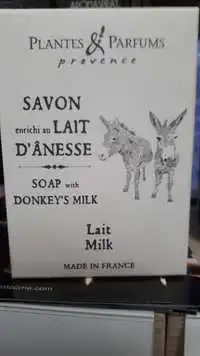 PLANTES & PARFUMS
provence
SAVON
enrichi au LAIT
D'ÂNESSE
SOAP with
DONKEY'S MILK
Lait
Milk
MADE IN FRANCE